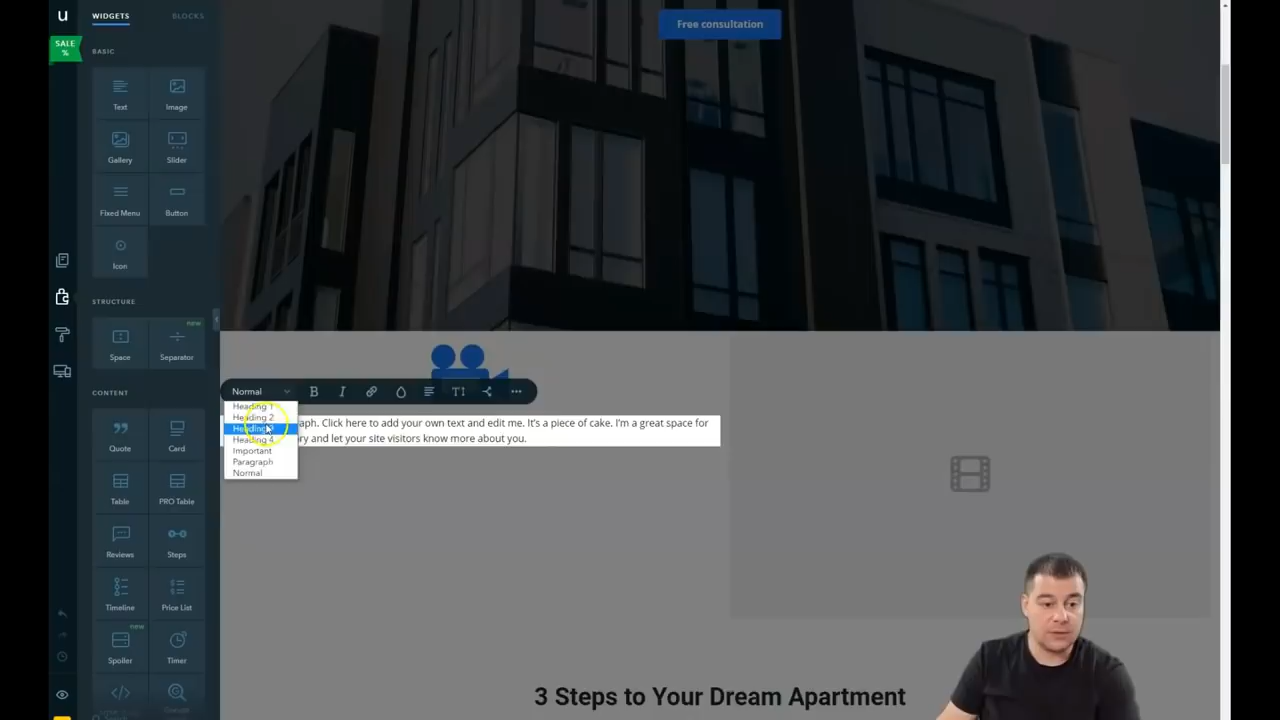 u
WIDGETS
BLOCKS
SALE
%
BASIC
Text
Image
Gallery
Slider
Fixed Menu
Button
Icon
STRUCTURE
new
Space
Separator
CONTENT
Quote
Card
Table
PRO Table
Reviews
Steps
Timeline
Price List
new
Spoiler
Timer
Free consultation
Normal
B
I
Heading 1
Heading 2
Heading
Heading 4
Important
Paragraph
Normal
aph. Click here to add your own text and edit me. It's a piece of cake. I'm a great space for
ry and let your site visitors know more about you.
3 Steps to Your Dream Apartment